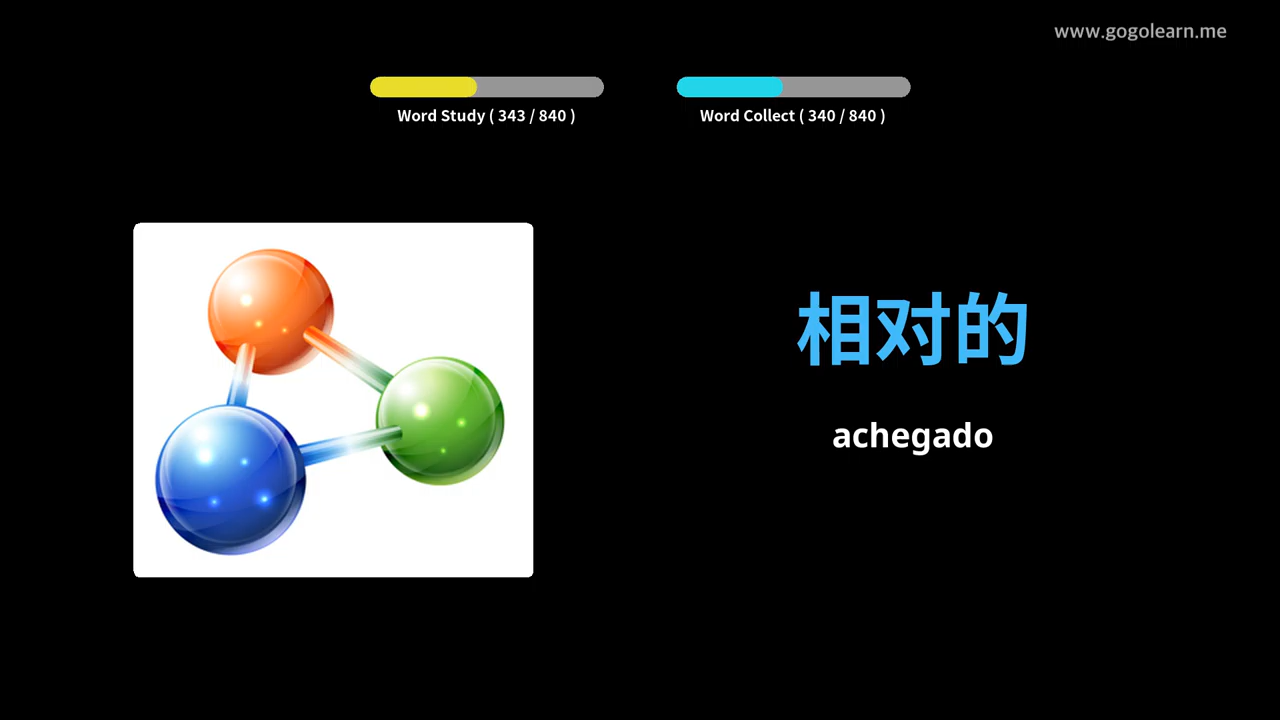 www.gogolearn.me
Word Study ( 343 / 840 )
Word Collect ( 340 / 840 )
相对的
achegado